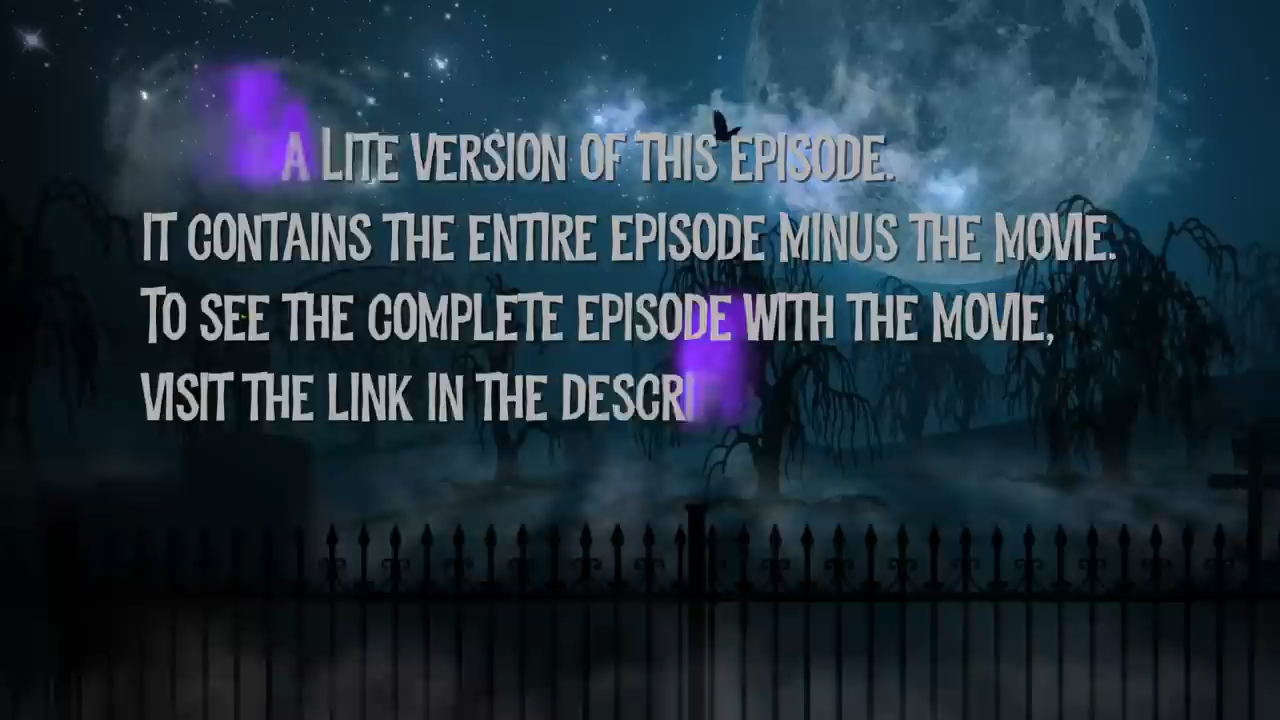 A LITE VERSION OF THIS EPISODE.
IT CONTAINS THE ENTIRE EPISODE MINUS THE MOVIE.
TO SEE THE COMPLETE EPISODE WITH THE MOVIE,
VISIT THE LINK IN THE